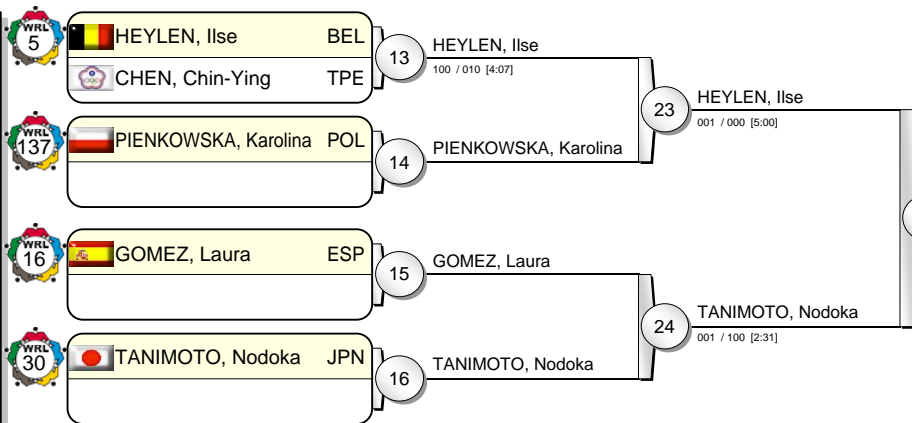 WRL
5
HEYLEN, Ilse BEL
CHEN, Chin-Ying TPE
13
HEYLEN, Ilse
100 / 010 [4:07]
WRL
137
PIENKOWSKA, Karolina POL
14
PIENKOWSKA, Karolina
23
HEYLEN, Ilse
001 / 000 [5:00]
WRL
16
GOMEZ, Laura ESP
15
GOMEZ, Laura
WRL
30
TANIMOTO, Nodoka JPN
16
TANIMOTO, Nodoka
24
TANIMOTO, Nodoka
001 / 100 [2:31]